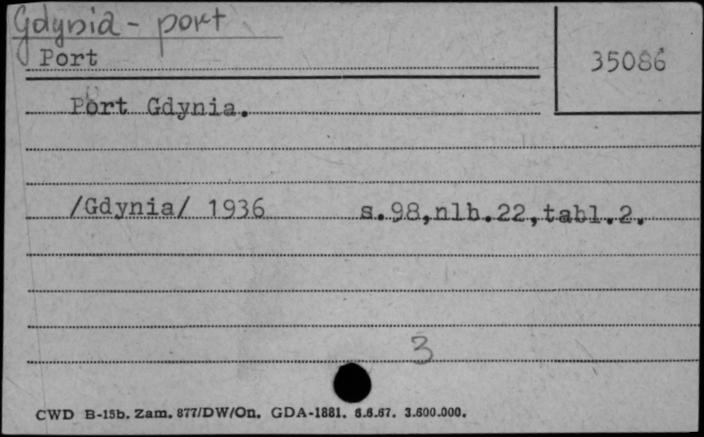 Gdynia - port
Port
35086
Port Gdynia.
/Gdynia/ 1936 s.98,nlb.22,tabl.2.
3
CWD B-15b. Zam. 877/DW/On. GDA-1881. 6.6.67. 3.600.000.